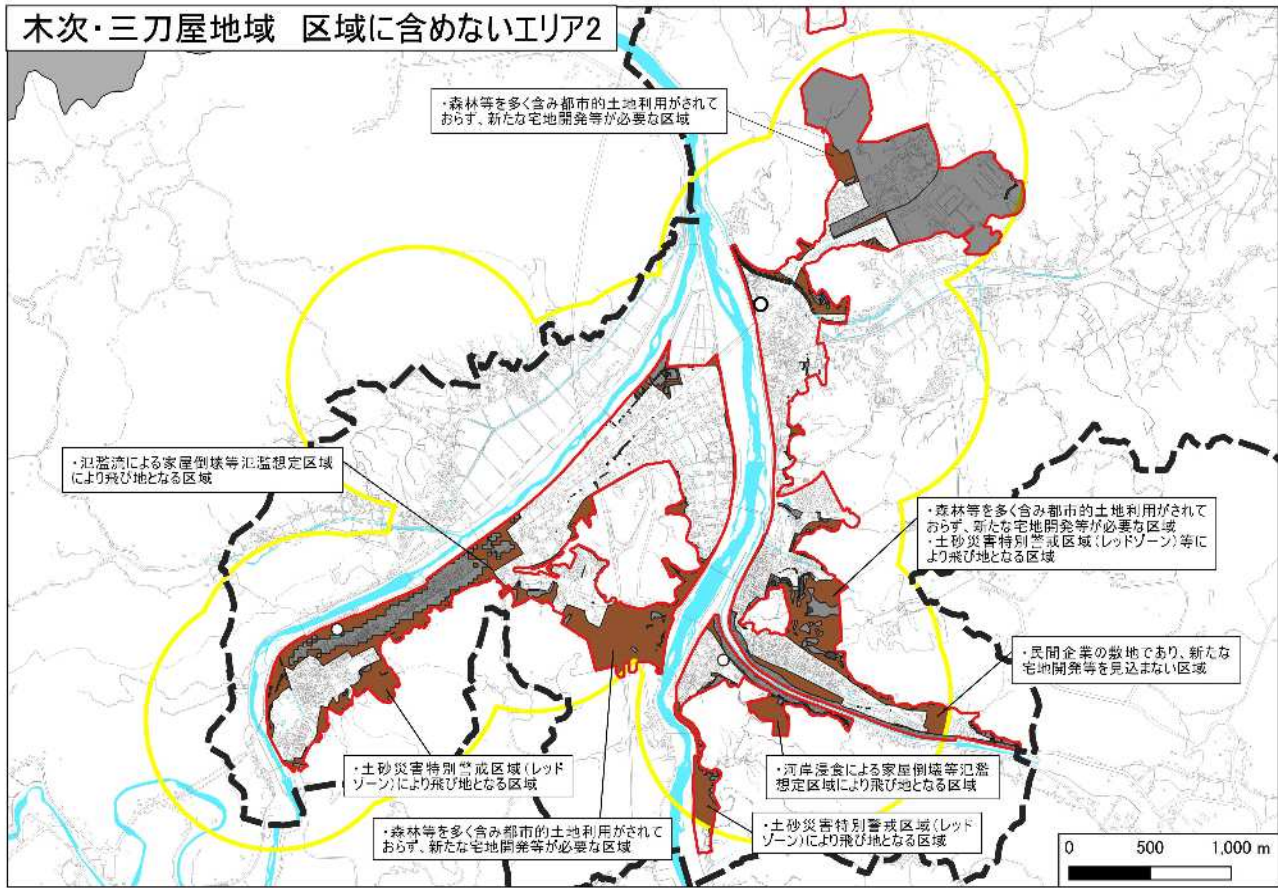 木次・三刀屋地域 区域に含めないエリア2
・森林等を多く含み都市的土地利用がされて
おらず、新たな宅地開発等が必要な区域
・氾濫流による家屋倒壊等氾濫想定区域
により飛び地となる区域
・森林等を多く含み都市的土地利用がされて
おらず、新たな宅地開発等が必要な区域
・土砂災害特別警戒区域(レッドゾーン)等に
より飛び地となる区域
・民間企業の敷地であり、新たな
宅地開発等を見込まない区域
・土砂災害特別警戒区域(レッド
ゾーン)により飛び地となる区域
・河岸浸食による家屋倒壊等氾濫
想定区域により飛び地となる区域
・森林等を多く含み都市的土地利用がされて
おらず、新たな宅地開発等が必要な区域
・土砂災害特別警戒区域(レッド
ゾーン)により飛び地となる区域
0 500 1,000 m